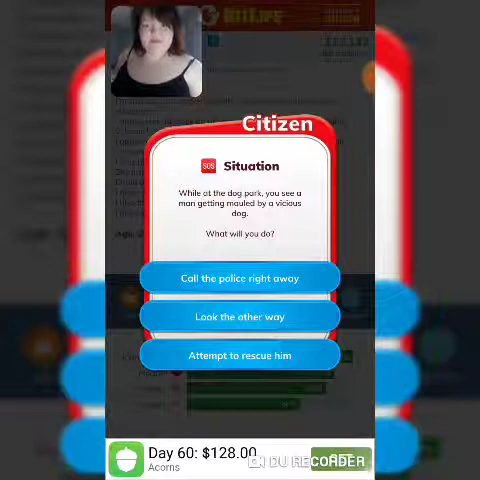 BitLife
Citizen
SOS Situation
While at the dog park, you see a
man getting mauled by a vicious
dog.
What will you do?
Call the police right away
Look the other way
Attempt to rescue him
Day 60: $128.00
Acorns
DU RECORDER